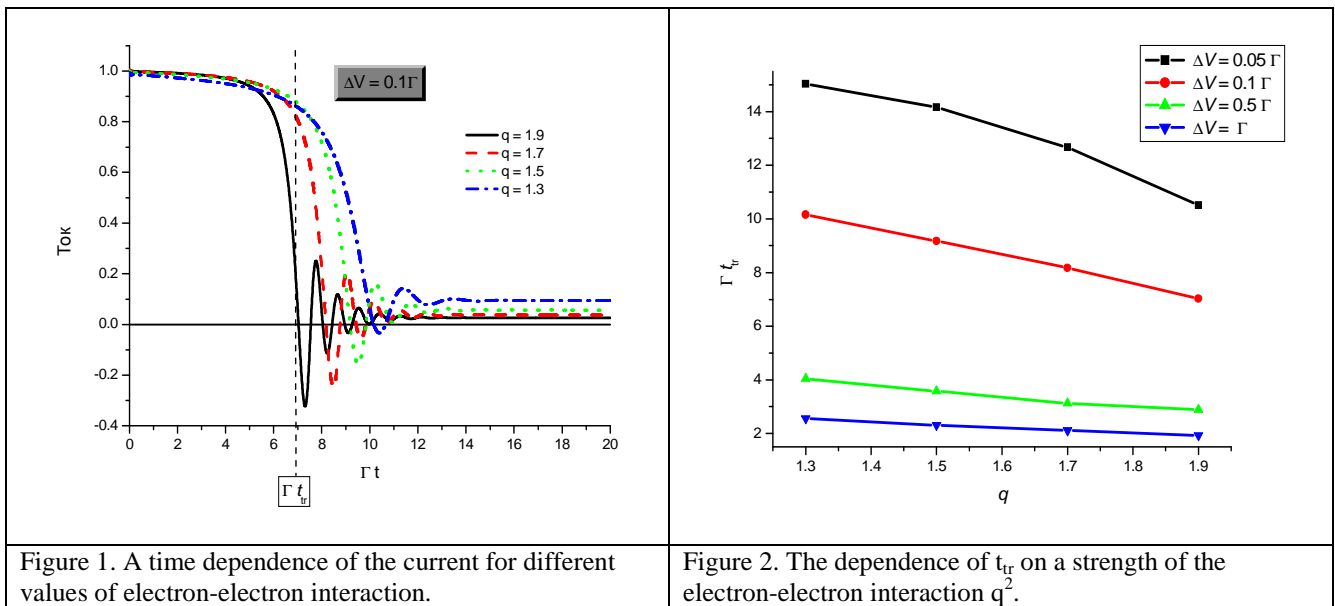 ΔV = 0.1Γ
q = 1.9
q = 1.7
q = 1.5
q = 1.3
Ток
1.0
0.8
0.6
0.4
0.2
0.0
-0.2
-0.4
0 2 4 6 8 10 12 14 16 18 20
Γ t
Γ t_tr
Figure 1. A time dependence of the current for different
values of electron-electron interaction.
ΔV = 0.05 Γ
ΔV = 0.1 Γ
ΔV = 0.5 Γ
ΔV = Γ
Γ t_tr
14
12
10
8
6
4
2
1.3 1.4 1.5 1.6 1.7 1.8 1.9
q
Figure 2. The dependence of t_tr on a strength of the
electron-electron interaction q².